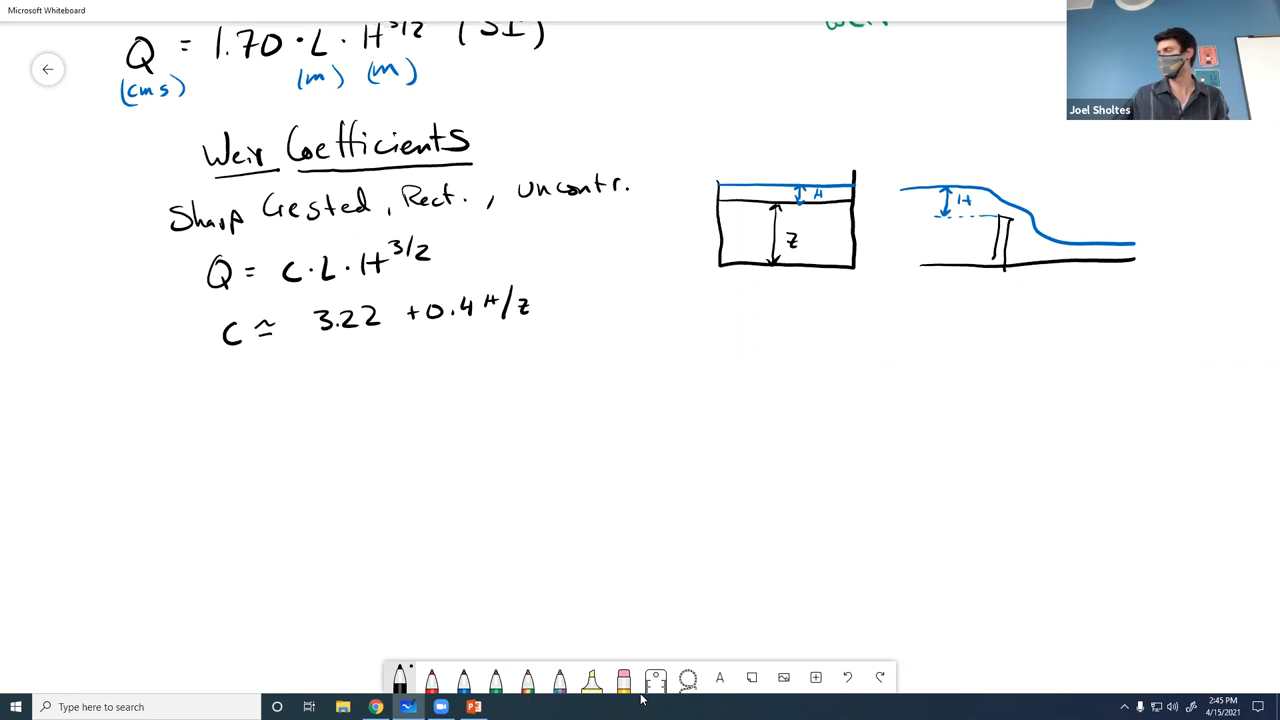 Microsoft Whiteboard
weir
Q = 1.70 · L · H^3/2 (SI)
(cms) (m) (m)
Joel Sholtes
Weir Coefficients
Sharp Crested, Rect., uncontr.
Q = C · L · H^3/2
C ≃ 3.22 + 0.4 H/Z
H
Z
H
A
Type here to search
2:45 PM
4/15/2021